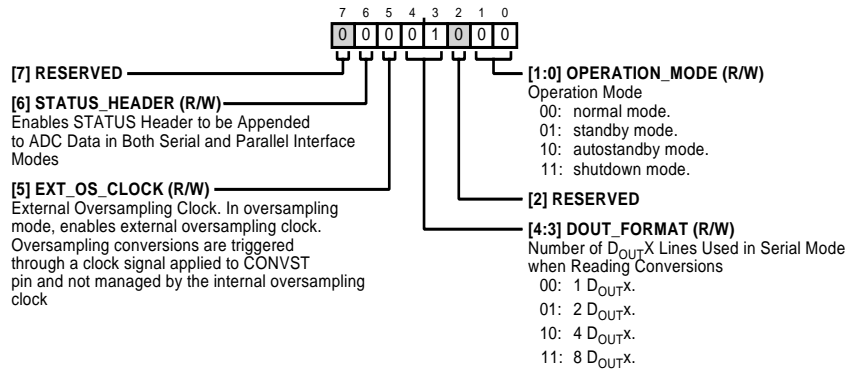 7 6 5 4 3 2 1 0
0 0 0 0 1 0 0 0
[7] RESERVED
[6] STATUS_HEADER (R/W)
Enables STATUS Header to be Appended
to ADC Data in Both Serial and Parallel Interface
Modes
[5] EXT_OS_CLOCK (R/W)
External Oversampling Clock. In oversampling
mode, enables external oversampling clock.
Oversampling conversions are triggered
through a clock signal applied to CONVST
pin and not managed by the internal oversampling
clock
[1:0] OPERATION_MODE (R/W)
Operation Mode
00: normal mode.
01: standby mode.
10: autostandby mode.
11: shutdown mode.
[2] RESERVED
[4:3] DOUT_FORMAT (R/W)
Number of DOUTX Lines Used in Serial Mode
when Reading Conversions
00: 1 DOUTx.
01: 2 DOUTx.
10: 4 DOUTx.
11: 8 DOUTx.